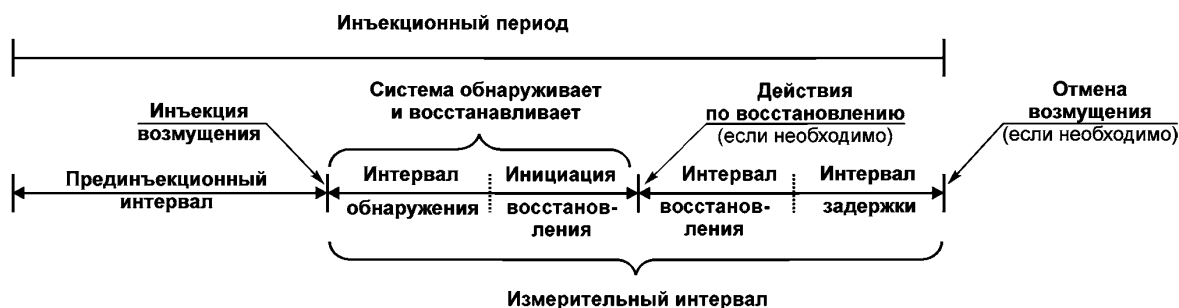 Инъекционный период
Система обнаруживает
и восстанавливает
Инъекция
возмущения
Действия
по восстановлению
(если необходимо)
Отмена
возмущения
(если необходимо)
Прединъекционный
интервал
Интервал
обнаружения
Инициация
восстанов-
ления
Интервал
восстанов-
ления
Интервал
задержки
Измерительный интервал